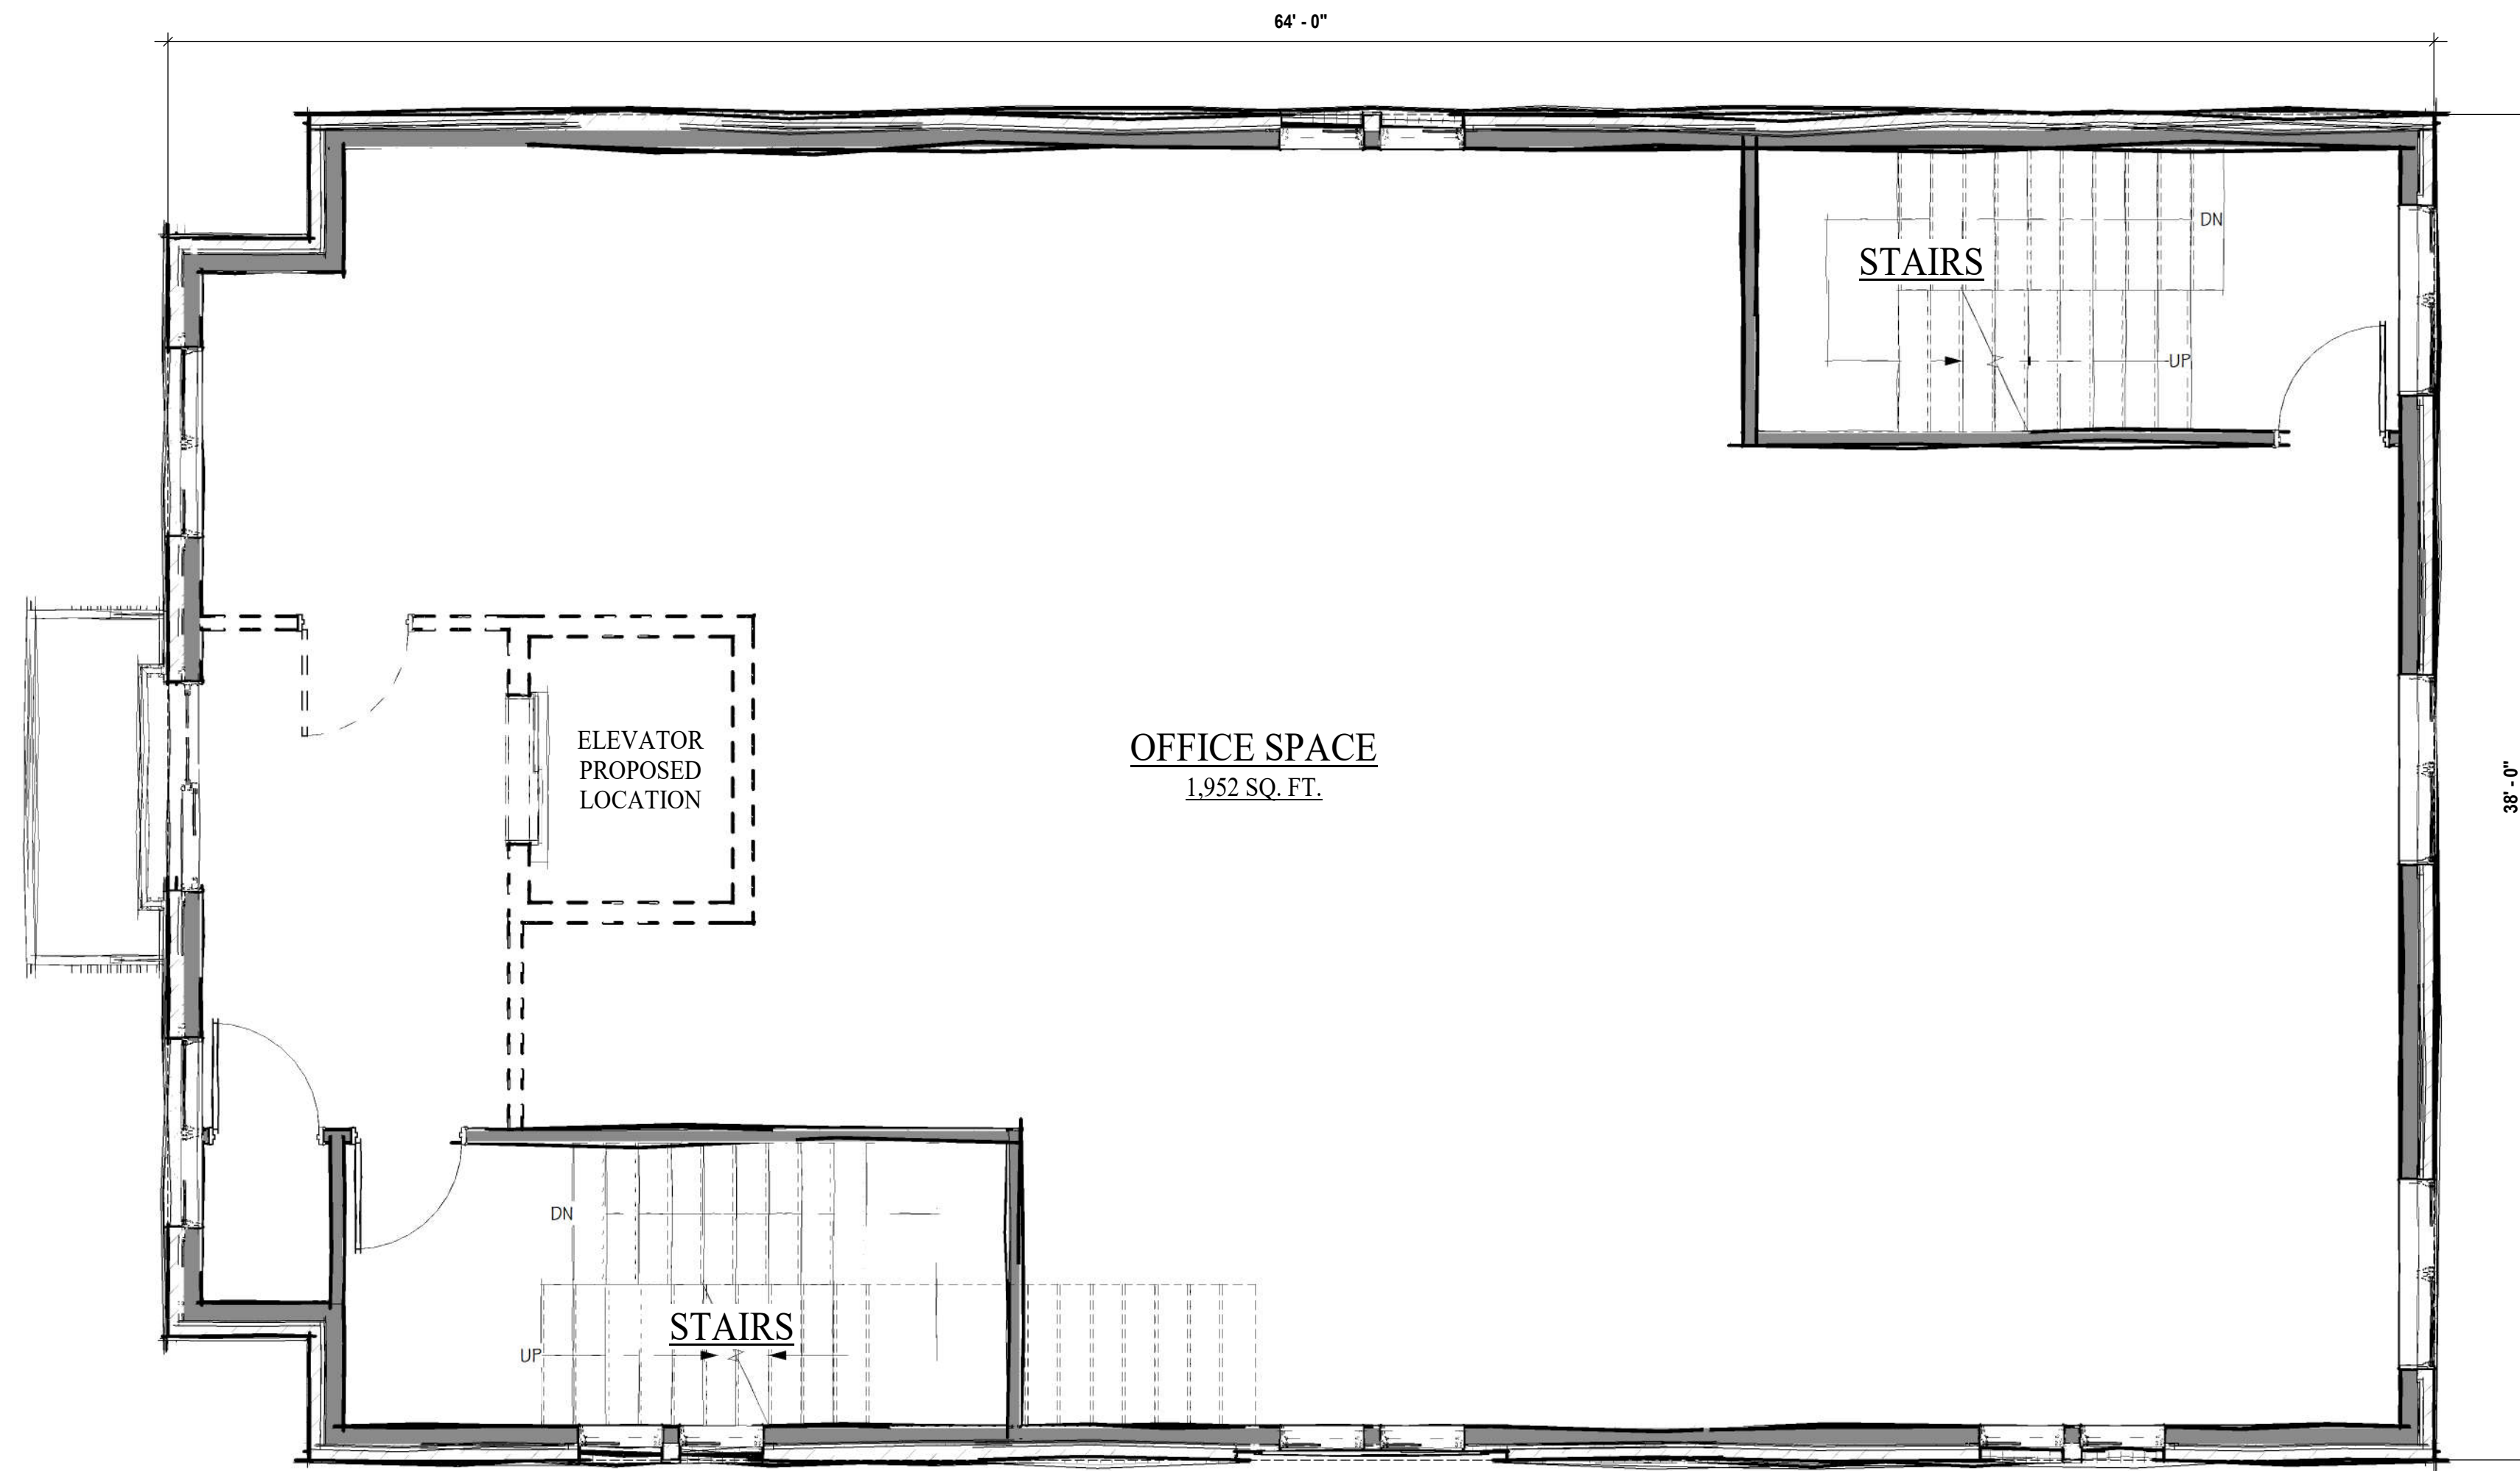 64' - 0"
DN
STAIRS
UP
ELEVATOR
PROPOSED
LOCATION
OFFICE SPACE
1,952 SQ. FT.
38' - 0"
DN
STAIRS
UP